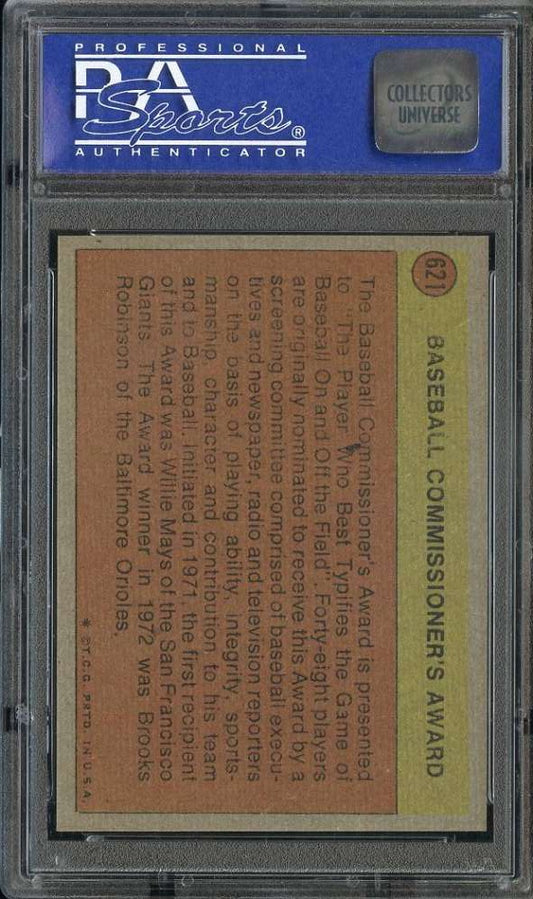 PROFESSIONAL
PSA
Sports®
AUTHENTICATOR
COLLECTORS
UNIVERSE
621
BASEBALL COMMISSIONER'S AWARD
The Baseball Commissioner's Award is presented
to "The Player Who Best Typifies the Game of
Baseball On and Off the Field". Forty-eight players
are originally nominated to receive this Award by a
screening committee comprised of baseball execu-
tives and newspaper, radio and television reporters
on the basis of playing ability, integrity, sports-
manship, character and contribution to his team
and to Baseball. Initiated in 1971, the first recipient
of this Award was Willie Mays of the San Francisco
Giants. The Award winner in 1972 was Brooks
Robinson of the Baltimore Orioles.
* ©T.C.G. PRTD. IN U.S.A.